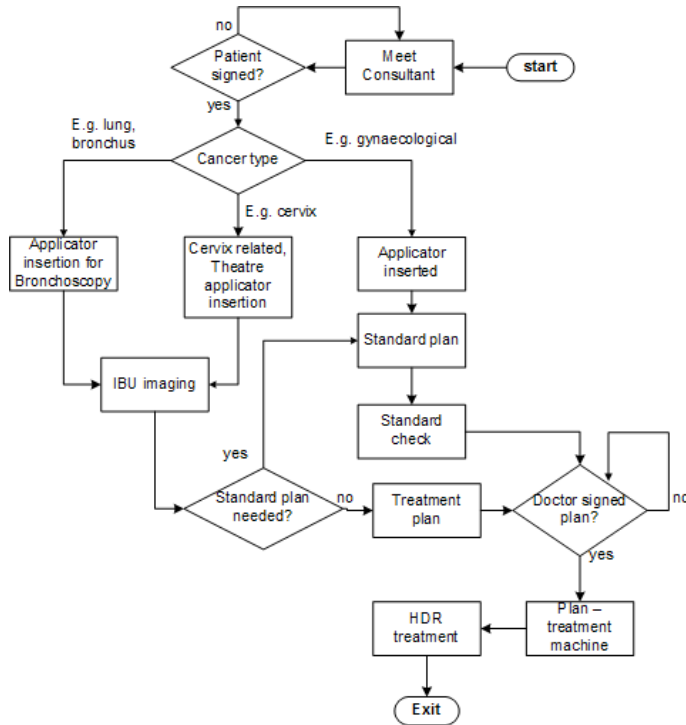 no
Patient
signed?
Meet
Consultant
start
yes
E.g. lung,
bronchus
E.g. gynaecological
Cancer type
E.g. cervix
Applicator
insertion for
Bronchoscopy
Cervix related,
Theatre
applicator
insertion
Applicator
inserted
Standard plan
IBU imaging
Standard
check
yes
Standard plan
needed?
no
Treatment
plan
Doctor signed
plan?
no
yes
HDR
treatment
Plan –
treatment
machine
Exit